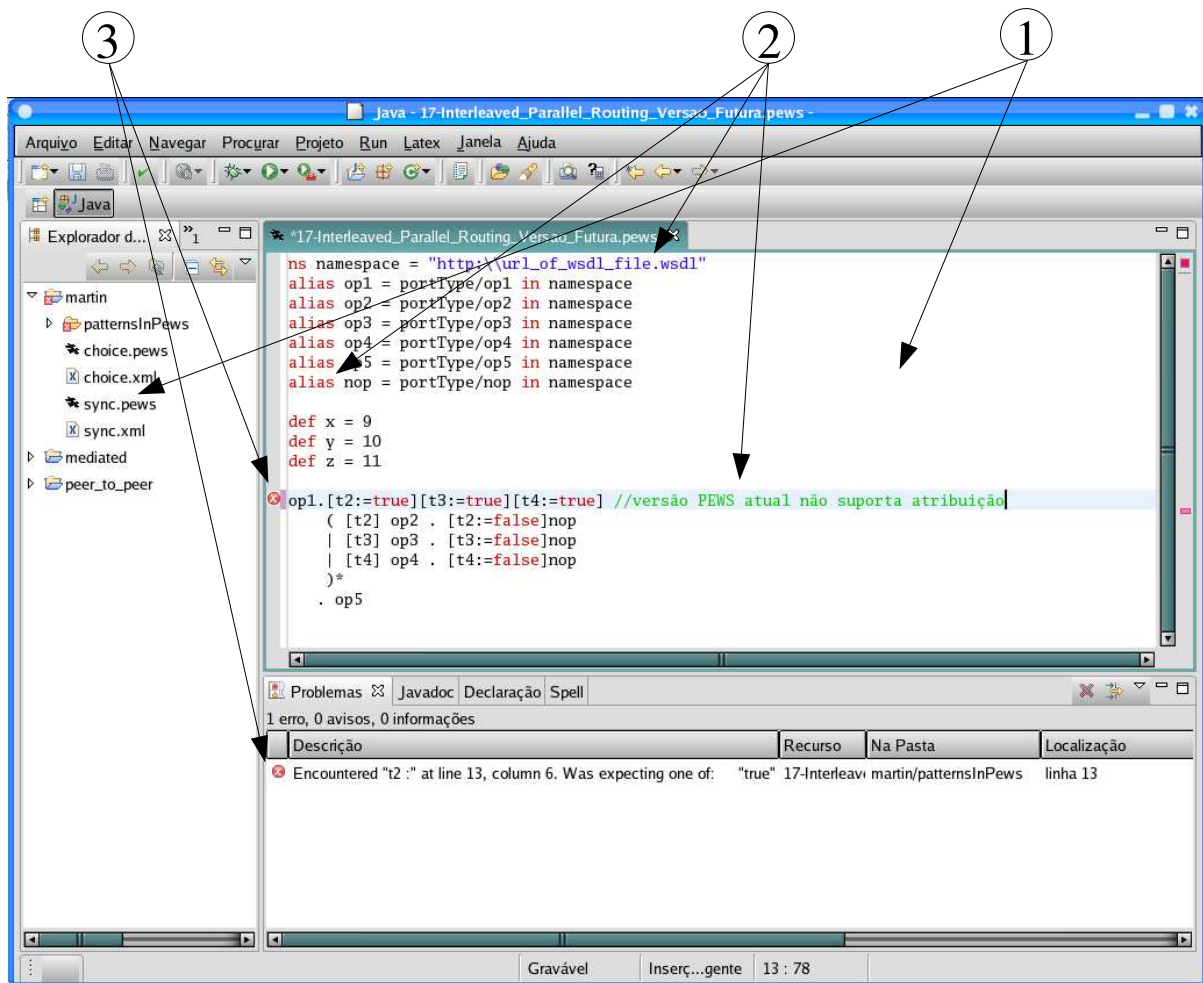 3 2 1
Java - 17-Interleaved_Parallel_Routing_Versao_Futura.pews -
Arquivo Editar Navegar Procurar Projeto Run Latex Janela Ajuda
Java
Explorador d... »1
martin
patternsInPews
choice.pews
choice.xml
sync.pews
sync.xml
mediated
peer_to_peer
*17-Interleaved_Parallel_Routing_Versao_Futura.pews
ns namespace = "http:\\url_of_wsdl_file.wsdl"
alias op1 = portType/op1 in namespace
alias op2 = portType/op2 in namespace
alias op3 = portType/op3 in namespace
alias op4 = portType/op4 in namespace
alias op5 = portType/op5 in namespace
alias nop = portType/nop in namespace
def x = 9
def y = 10
def z = 11
op1.[t2:=true][t3:=true][t4:=true] //versão PEWS atual não suporta atribuição
( [t2] op2 . [t2:=false]nop
| [t3] op3 . [t3:=false]nop
| [t4] op4 . [t4:=false]nop
)*
. op5
Problemas Javadoc Declaração Spell
1 erro, 0 avisos, 0 informações
Descrição Recurso Na Pasta Localização
Encountered "t2 :" at line 13, column 6. Was expecting one of: "true" 17-Interleav martin/patternsInPews linha 13
Gravável Inserç...gente 13 : 78